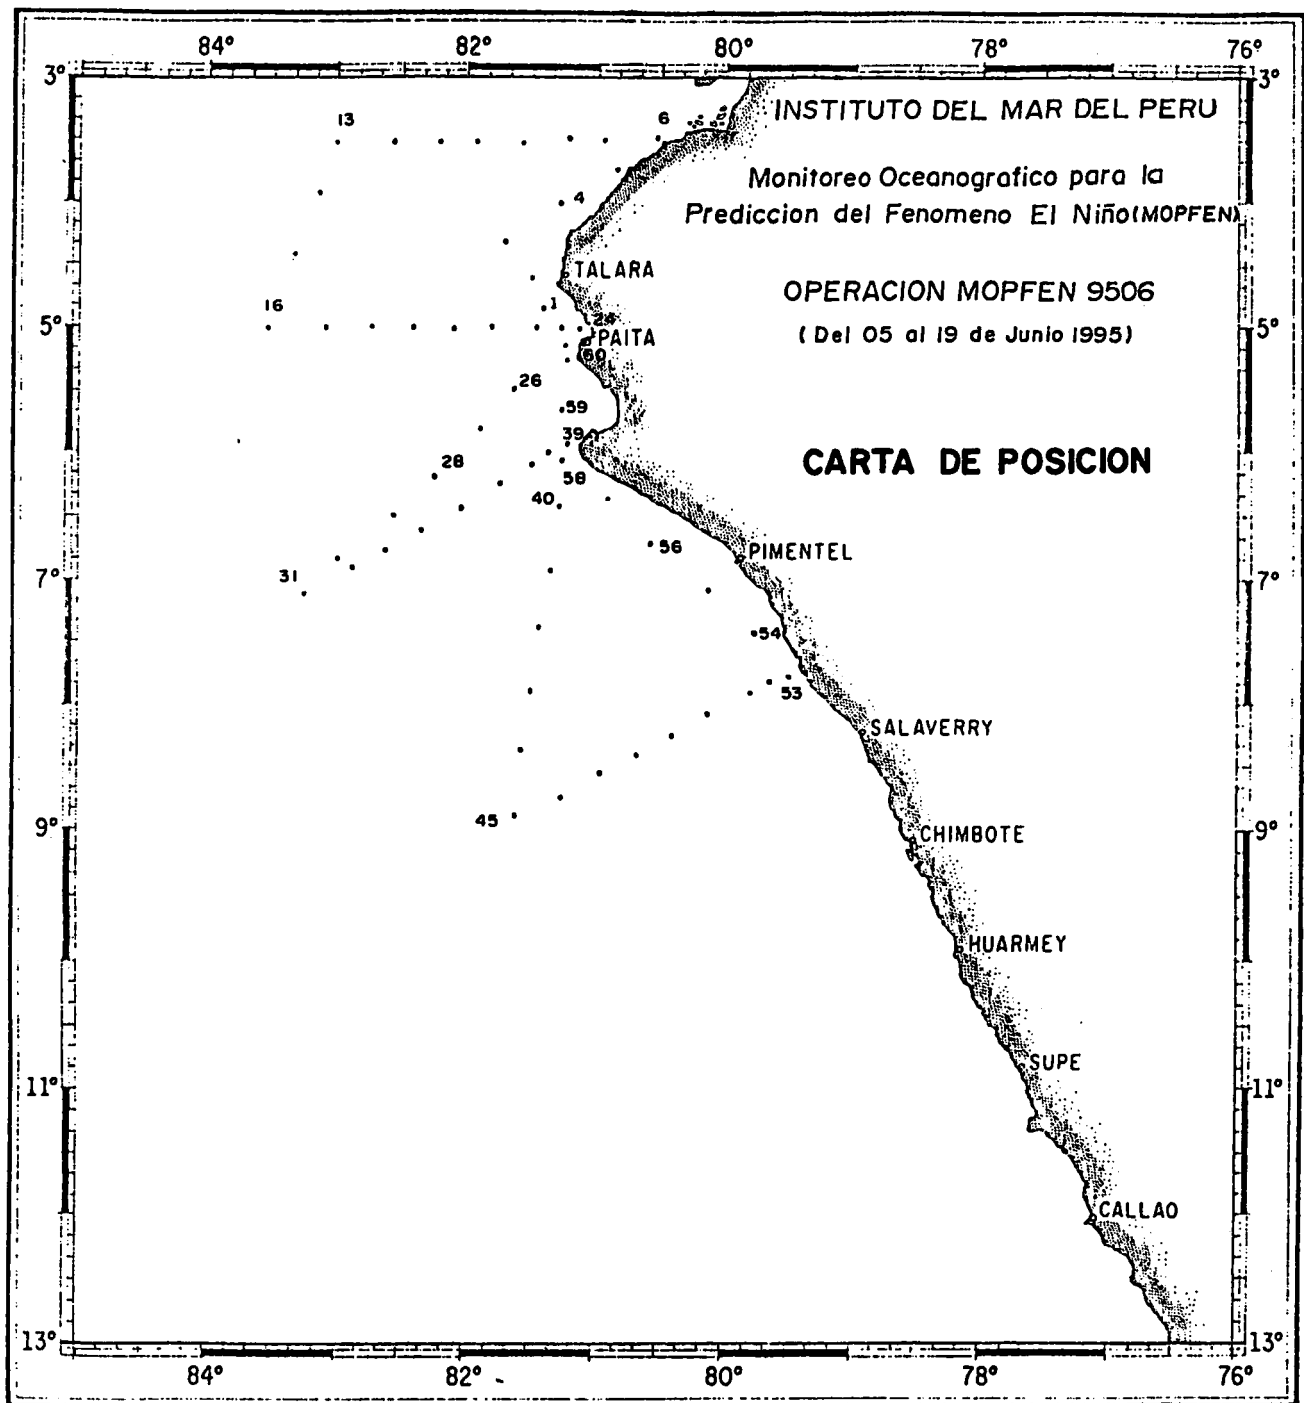 84° 82° 80° 78° 76°
3° 3°
INSTITUTO DEL MAR DEL PERU
13 6
Monitoreo Oceanografico para la
4
Prediccion del Fenomeno El Niño (MOPFEN)
TALARA
OPERACION MOPFEN 9506
16 1
24
5° 5°
PAITA
( Del 05 al 19 de Junio 1995)
60
26
59
39
28
CARTA DE POSICION
58
40
56
PIMENTEL
31
7° 7°
54
53
SALAVERRY
45
9° 9°
CHIMBOTE
HUARMEY
SUPE
11° 11°
CALLAO
13° 13°
84° 82° 80° 78° 76°